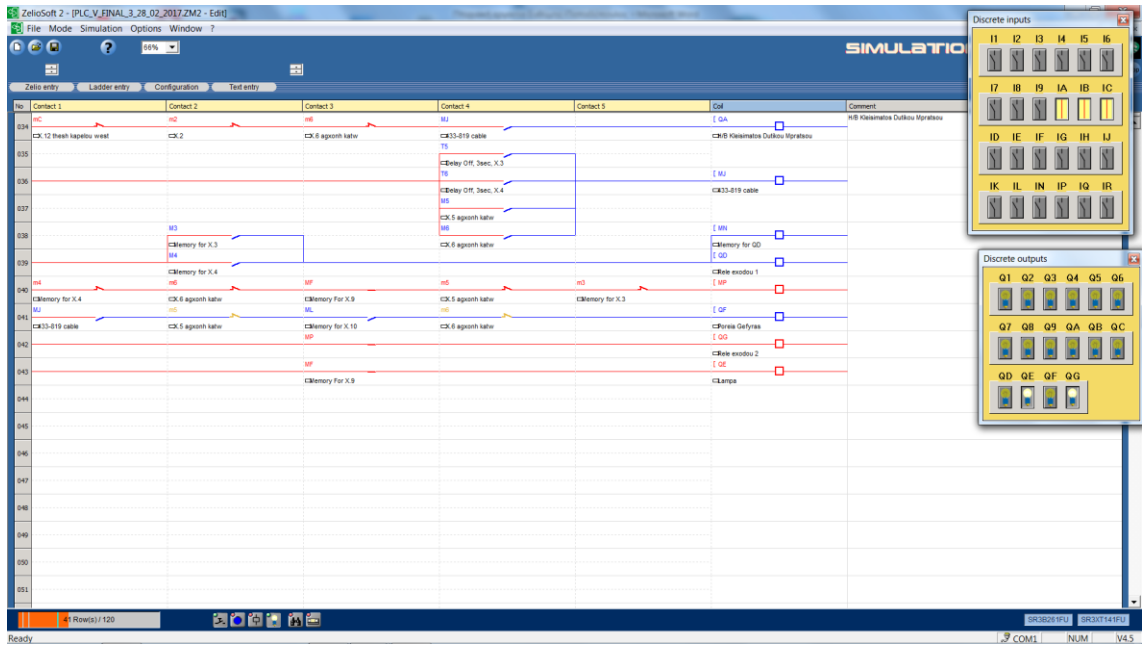 ZelioSoft 2 - [PLC_V_FINAL_3_28_02_2017.ZM2 - Edit]
File Mode Simulation Options Window ?
66%
SIMULATIO
Zelio entry Ladder entry Configuration Text entry
No Contact 1 Contact 2 Contact 3 Contact 4 Contact 5 Coil Comment
034 mC m2 m6 MJ [ QA H/B Kleisimatos Dutikou Mpratsou
X.12 thesh kapelou west X.2 X.6 agxonh katw #33-819 cable H/B Kleisimatos Dutikou Mpratsou
035 T5
Delay Off, 3sec, X.3
036 T6 [ MJ
Delay Off, 3sec, X.4 #33-819 cable
037 M5
X.5 agxonh katw
038 M3 M6 [ MN
Memory for X.3 X.6 agxonh katw Memory for QD
039 M4 [ QD
Memory for X.4 Rele exodou 1
040 m4 m6 MF m5 m3 [ MP
Memory for X.4 X.6 agxonh katw Memory For X.9 X.5 agxonh katw Memory for X.3
041 MJ m5 ML m6 [ QF
#33-819 cable X.5 agxonh katw Memory for X.10 X.6 agxonh katw Poreia Gefyras
042 MP [ QG
Rele exodou 2
043 MF [ QE
Memory For X.9 Lampa
044
045
046
047
048
049
050
051
Discrete inputs
I1 I2 I3 I4 I5 I6
I7 I8 I9 IA IB IC
ID IE IF IG IH IJ
IK IL IN IP IQ IR
Discrete outputs
Q1 Q2 Q3 Q4 Q5 Q6
Q7 Q8 Q9 QA QB QC
QD QE QF QG
41 Row(s) / 120
SR3B261FU SR3XT141FU
Ready COM1 NUM V4.5